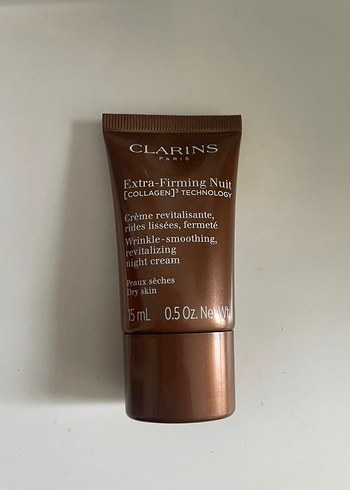 CLARINS
PARIS
Extra-Firming Nuit
[COLLAGEN]³ TECHNOLOGY
Crème revitalisante,
rides lissées, fermeté
Wrinkle-smoothing,
revitalizing
night cream
Peaux sèches
Dry skin
15 mL 0.5 Oz. Net Wt.